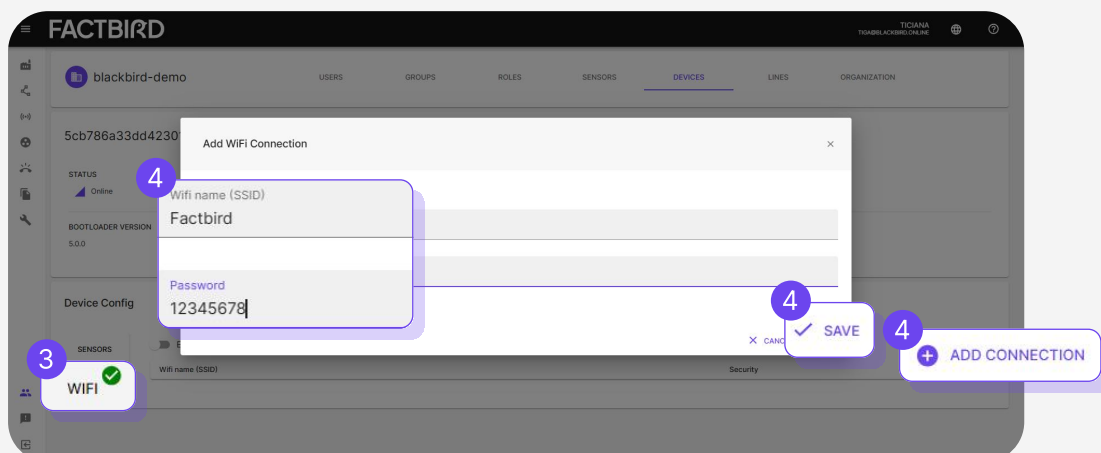 FACTBIRD
TICIANA
TIGA@BLACKBIRD.ONLINE
blackbird-demo
USERS
GROUPS
ROLES
SENSORS
DEVICES
LINES
ORGANIZATION
5cb786a33dd4230
Add WiFi Connection
×
STATUS
Online
4
Wifi name (SSID)
Factbird
BOOTLOADER VERSION
5.0.0
Password
12345678
Device Config
4
SAVE
4
ADD CONNECTION
SENSORS
E
CANC
3
WIFI
Wifi name (SSID)
Security